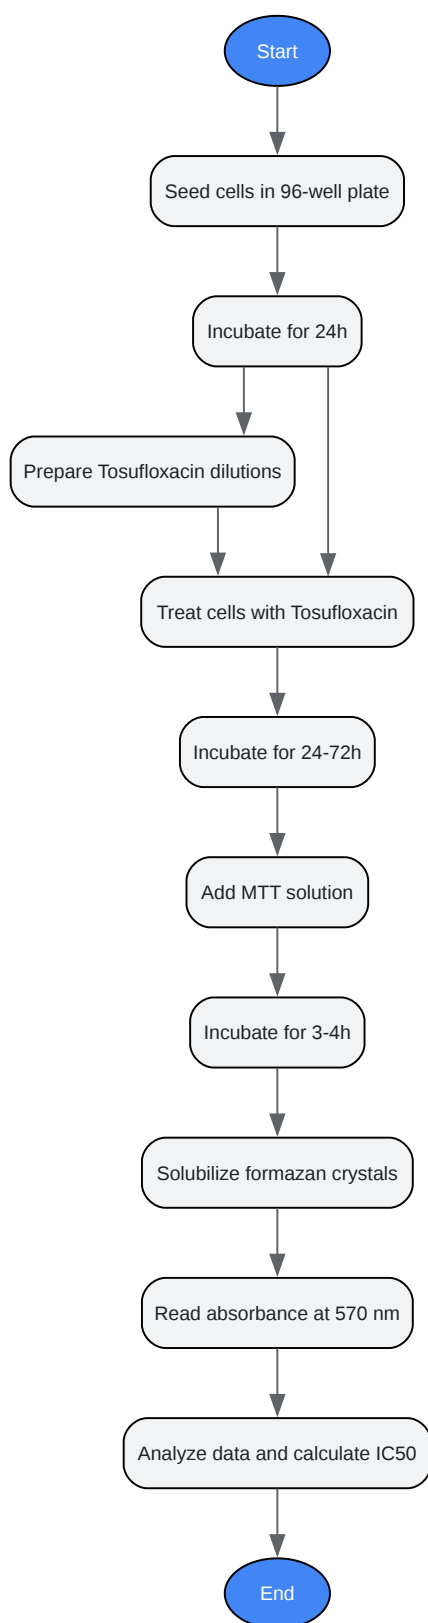 Start
Seed cells in 96-well plate
Incubate for 24h
Prepare Tosufloxacin dilutions
Treat cells with Tosufloxacin
Incubate for 24-72h
Add MTT solution
Incubate for 3-4h
Solubilize formazan crystals
Read absorbance at 570 nm
Analyze data and calculate IC50
End